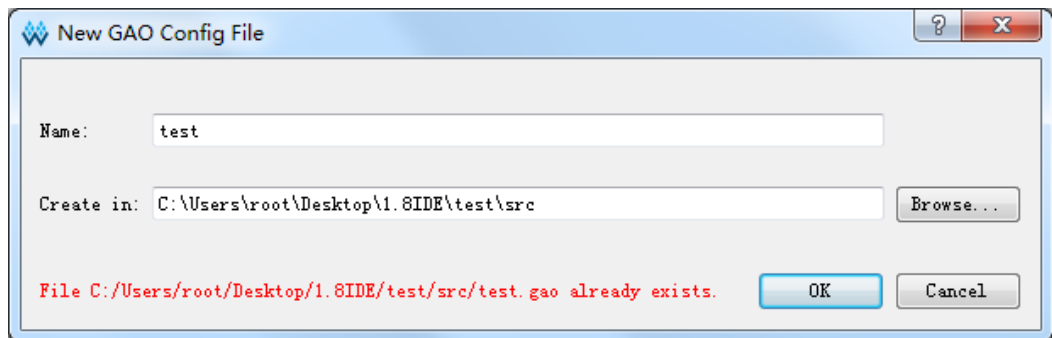 New GAO Config File
Name: test
Create in: C:\Users\root\Desktop\1.8IDE\test\src Browse...
File C:/Users/root/Desktop/1.8IDE/test/src/test.gao already exists. OK Cancel